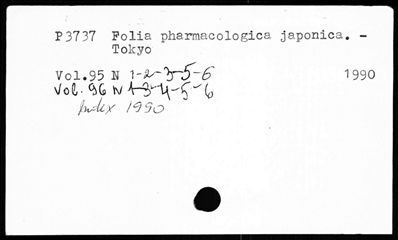 P3737 Folia pharmacologica japonica. -
Tokyo
Vol.95 N 1-2-3-5-6 1990
Vol. 96 N 1-3-4-5-6
Index 1990